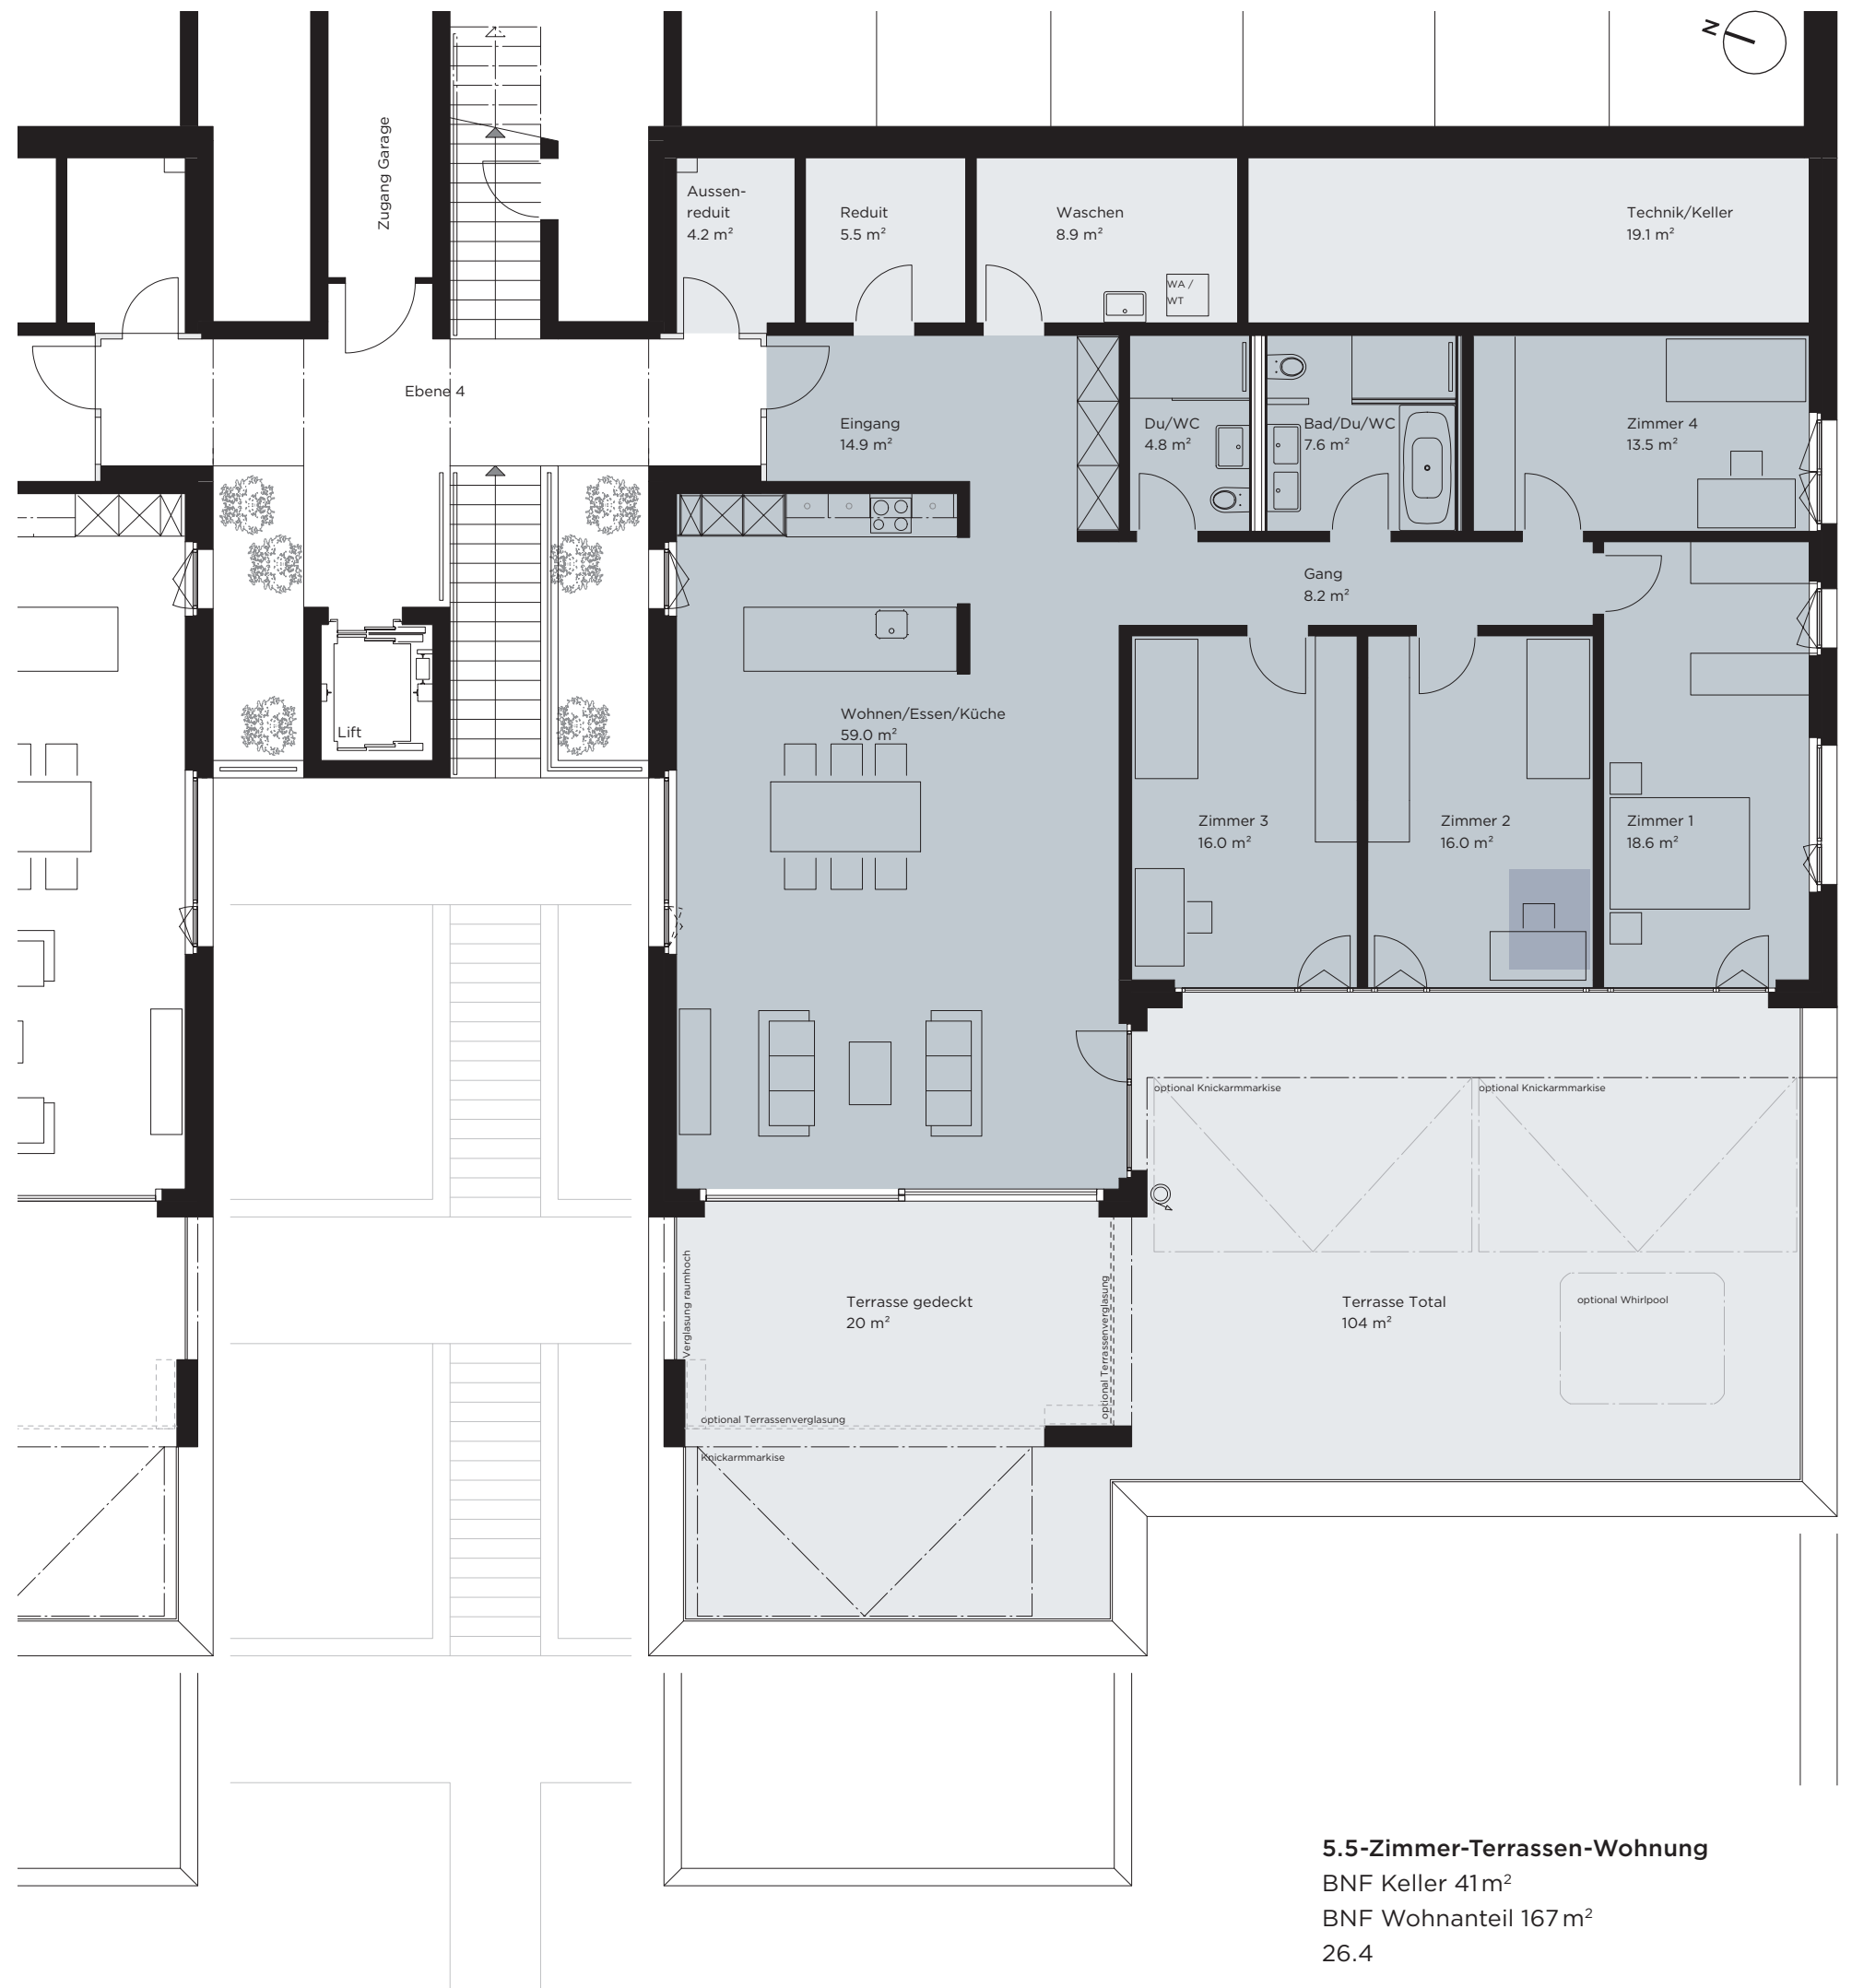 N
Zugang Garage
Aussen-
reduit
4.2 m²
Reduit
5.5 m²
Waschen
8.9 m²
WA /
WT
Technik/Keller
19.1 m²
Ebene 4
Eingang
14.9 m²
Du/WC
4.8 m²
Bad/Du/WC
7.6 m²
Zimmer 4
13.5 m²
Gang
8.2 m²
Lift
Wohnen/Essen/Küche
59.0 m²
Zimmer 3
16.0 m²
Zimmer 2
16.0 m²
Zimmer 1
18.6 m²
optional Knickarmmarkise
optional Knickarmmarkise
Verglasung raumhoch
Terrasse gedeckt
20 m²
optional Terrassenverglasung
Terrasse Total
104 m²
optional Whirlpool
optional Terrassenverglasung
Knickarmmarkise
5.5-Zimmer-Terrassen-Wohnung
BNF Keller 41 m²
BNF Wohnanteil 167 m²
26.4